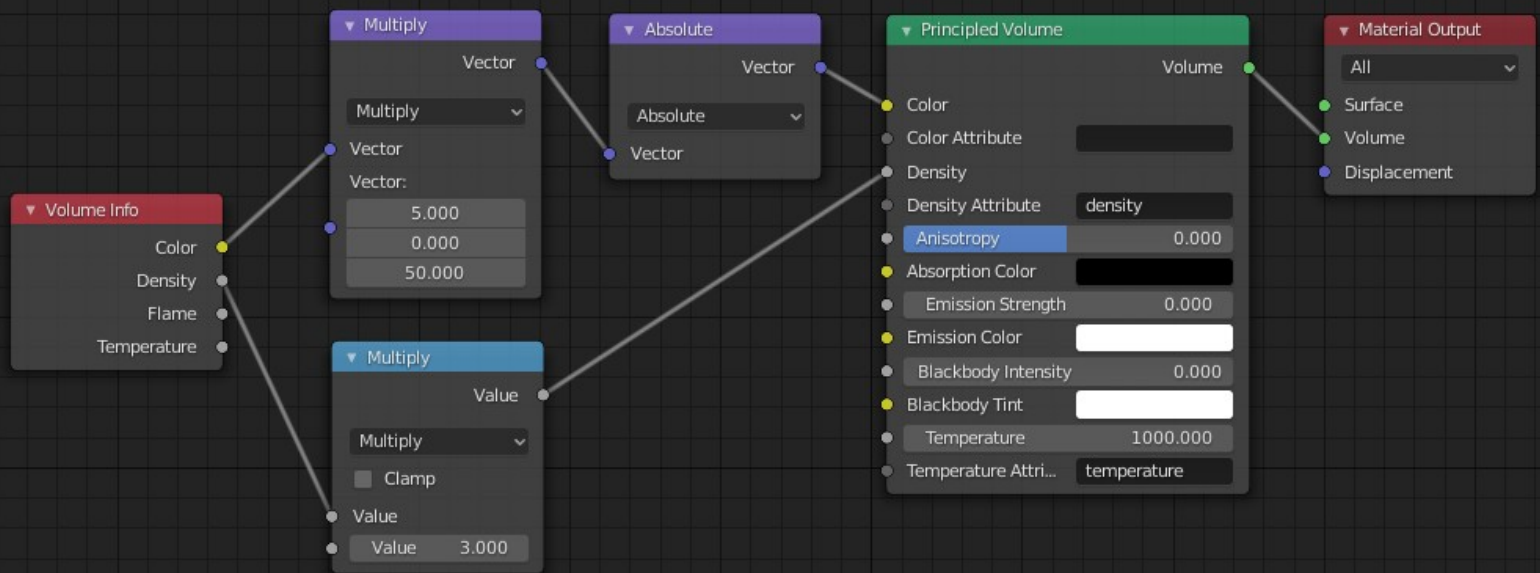 Volume Info
Color
Density
Flame
Temperature
Multiply
Vector
Multiply
Vector
Vector:
5.000
0.000
50.000
Multiply
Value
Multiply
Clamp
Value
Value 3.000
Absolute
Vector
Absolute
Vector
Principled Volume
Volume
Color
Color Attribute
Density
Density Attribute density
Anisotropy 0.000
Absorption Color
Emission Strength 0.000
Emission Color
Blackbody Intensity 0.000
Blackbody Tint
Temperature 1000.000
Temperature Attri... temperature
Material Output
All
Surface
Volume
Displacement